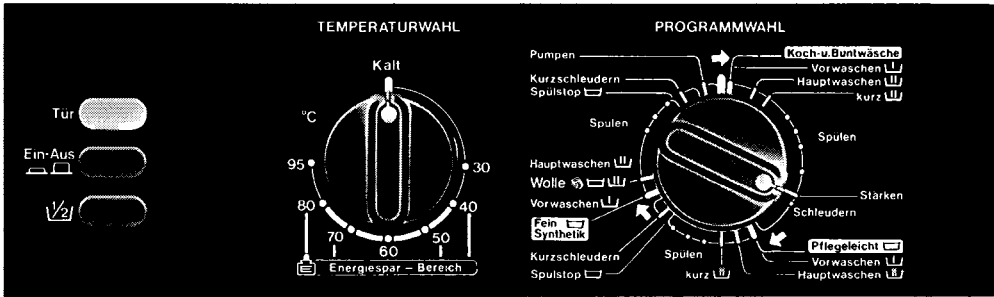 TEMPERATURWAHL
PROGRAMMWAHL
Tür
Ein-Aus
1/2
Kalt
°C
30
40
50
60
70
80
95
Energiespar – Bereich
Pumpen
Kurzschleudern
Spülstop
Spulen
Hauptwaschen
Wolle
Vorwaschen
Fein
Synthetik
Kurzschleudern
Spulstop
Koch-u.Buntwäsche
Vorwaschen
Hauptwaschen
kurz
Spülen
Stärken
Schleudern
Pflegeleicht
Vorwaschen
Hauptwaschen
kurz
Spülen